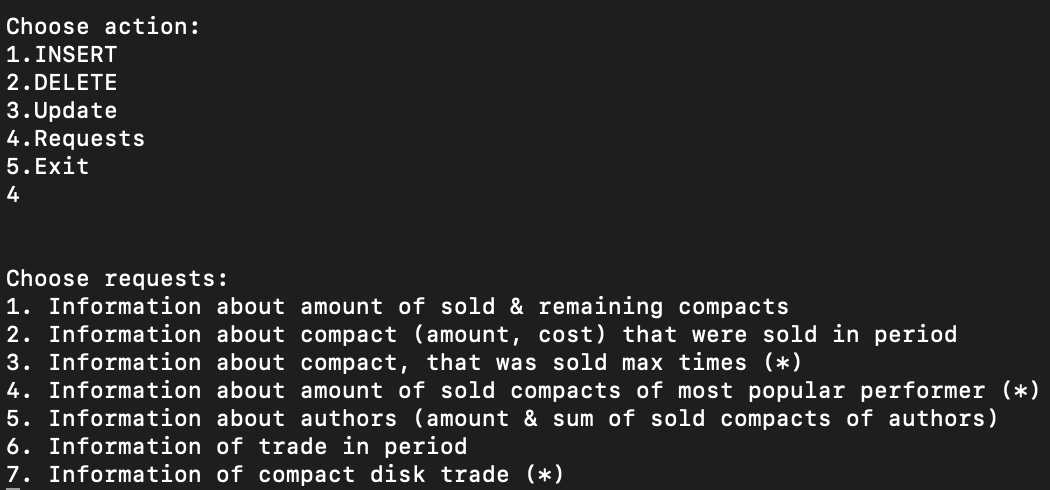 Choose action:
1.INSERT
2.DELETE
3.Update
4.Requests
5.Exit
4
Choose requests:
1. Information about amount of sold & remaining compacts
2. Information about compact (amount, cost) that were sold in period
3. Information about compact, that was sold max times (*)
4. Information about amount of sold compacts of most popular performer (*)
5. Information about authors (amount & sum of sold compacts of authors)
6. Information of trade in period
7. Information of compact disk trade (*)